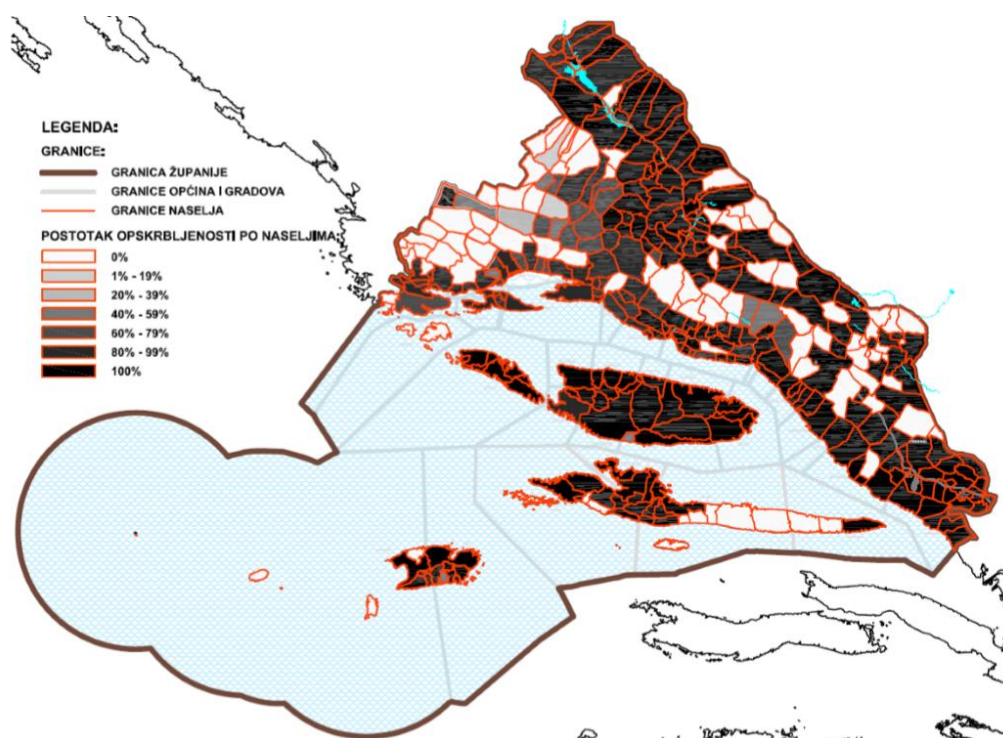 LEGENDA:
GRANICE:
GRANICA ŽUPANIJE
GRANICE OPĆINA I GRADOVA
GRANICE NASELJA
POSTOTAK OPSKRBLJENOSTI PO NASELJIMA:
0%
1% - 19%
20% - 39%
40% - 59%
60% - 79%
80% - 99%
100%